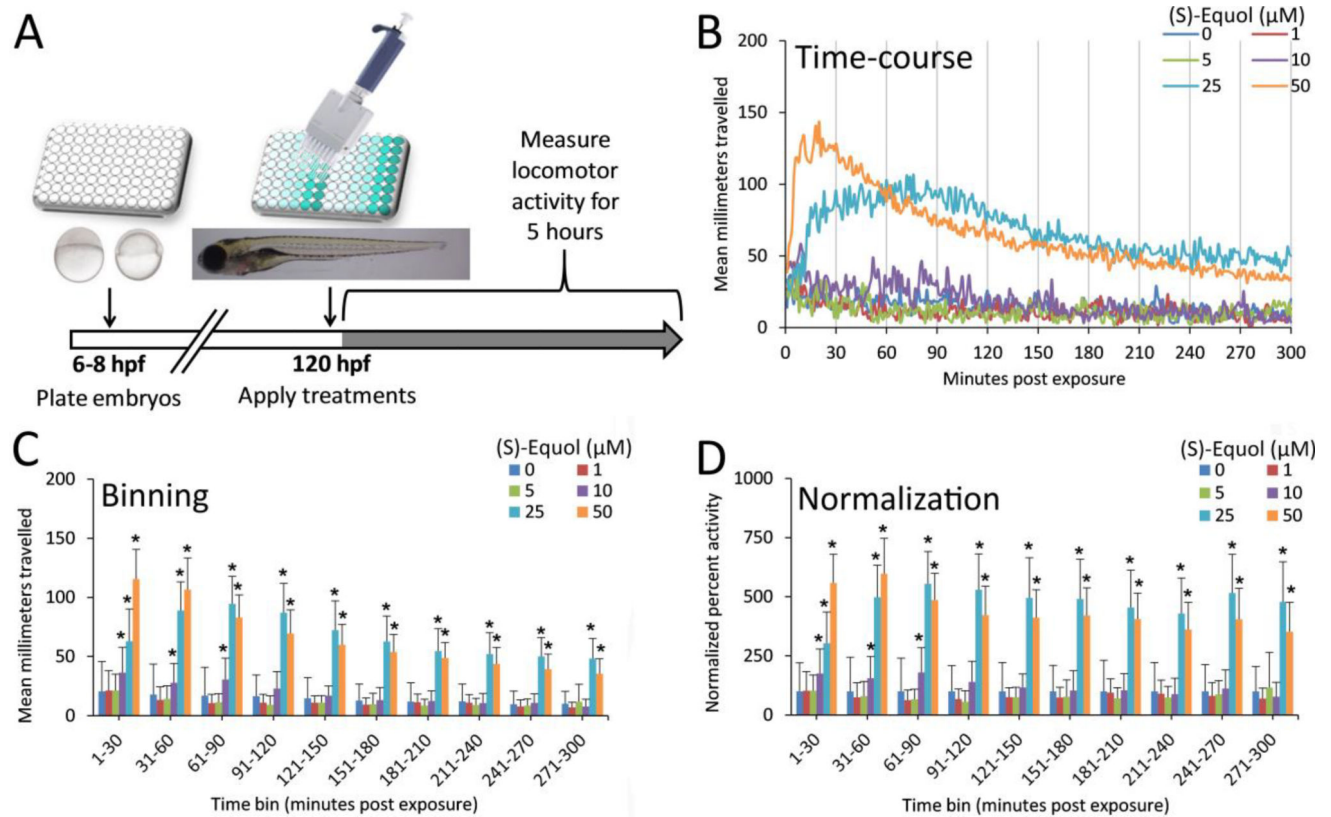 A
Measure
locomotor
activity for
5 hours
6-8 hpf
Plate embryos
120 hpf
Apply treatments
B
Time-course
(S)-Equol (μM)
0 1
5 10
25 50
Mean millimeters travelled
200
150
100
50
0
0 30 60 90 120 150 180 210 240 270 300
Minutes post exposure
C
Binning
(S)-Equol (μM)
0 1
5 10
25 50
Mean millimeters travelled
200
150
100
50
0
* * * * * * * * * * * * * * * * * * * * * * *
1-30 31-60 61-90 91-120 121-150 151-180 181-210 211-240 241-270 271-300
Time bin (minutes post exposure)
D
Normalization
(S)-Equol (μM)
0 1
5 10
25 50
Normalized percent activity
1000
750
500
250
0
* * * * * * * * * * * * * * * * * * * * * * *
1-30 31-60 61-90 91-120 121-150 151-180 181-210 211-240 241-270 271-300
Time bin (minutes post exposure)